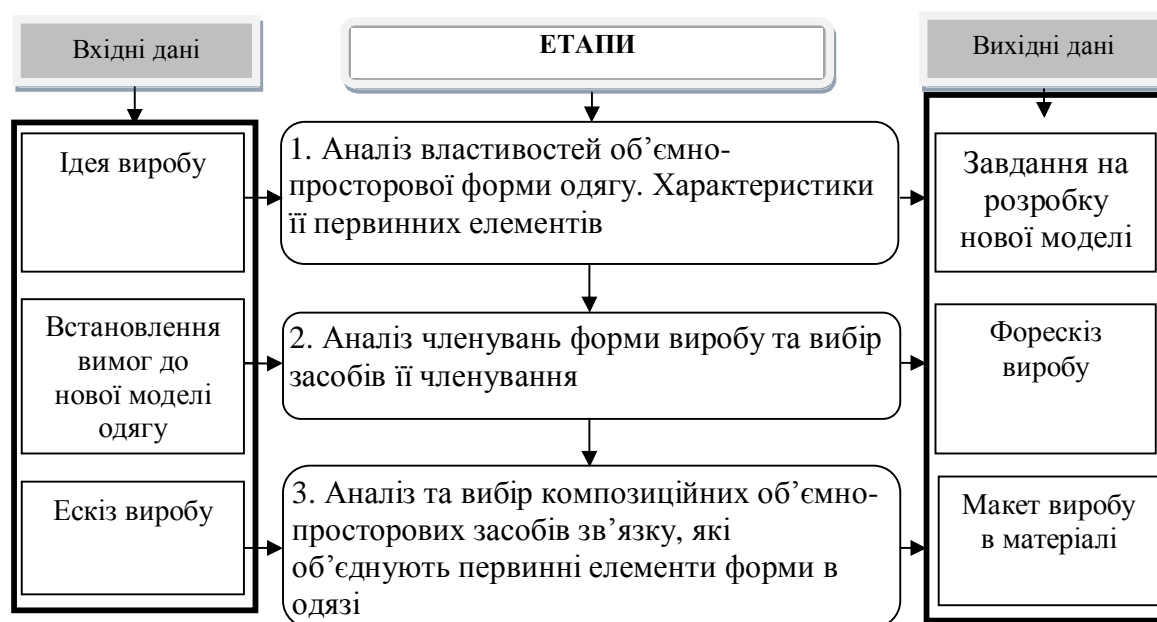 Вхідні дані
ЕТАПИ
Вихідні дані
Ідея виробу
1. Аналіз властивостей об’ємно-
просторової форми одягу. Характеристики
її первинних елементів
Завдання на
розробку
нової моделі
Встановлення
вимог до
нової моделі
одягу
2. Аналіз членувань форми виробу та вибір
засобів її членування
Форескіз
виробу
Ескіз виробу
3. Аналіз та вибір композиційних об’ємно-
просторових засобів зв’язку, які
об’єднують первинні елементи форми в
одязі
Макет виробу
в матеріалі